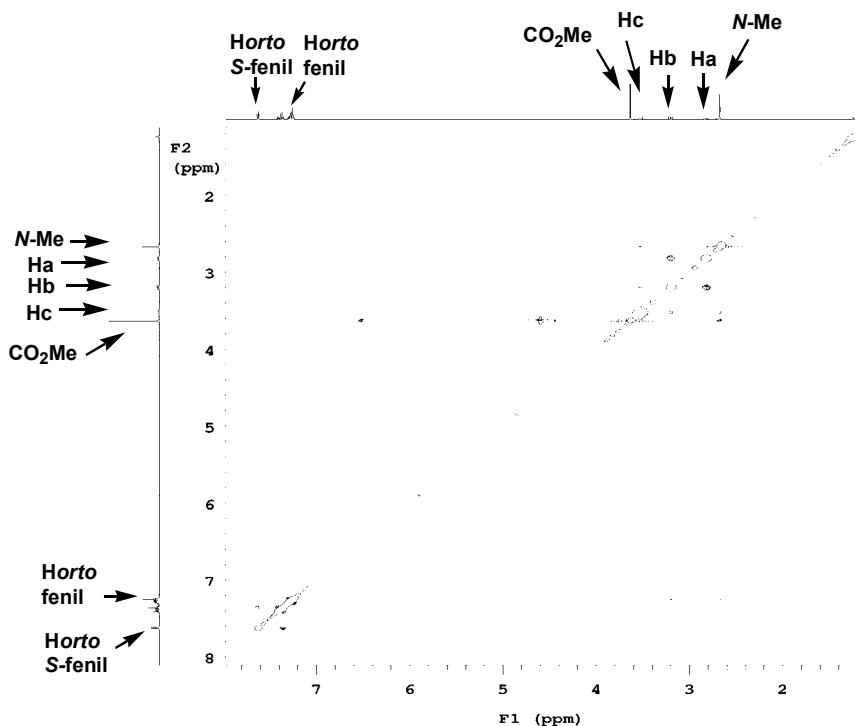 Horto
S-fenil
Horto
fenil
CO₂Me
Hc
Hb
Ha
N-Me
F2
(ppm)
N-Me
Ha
Hb
Hc
CO₂Me
Horto
fenil
Horto
S-fenil
2
3
4
5
6
7
8
7
6
5
4
3
2
F1 (ppm)